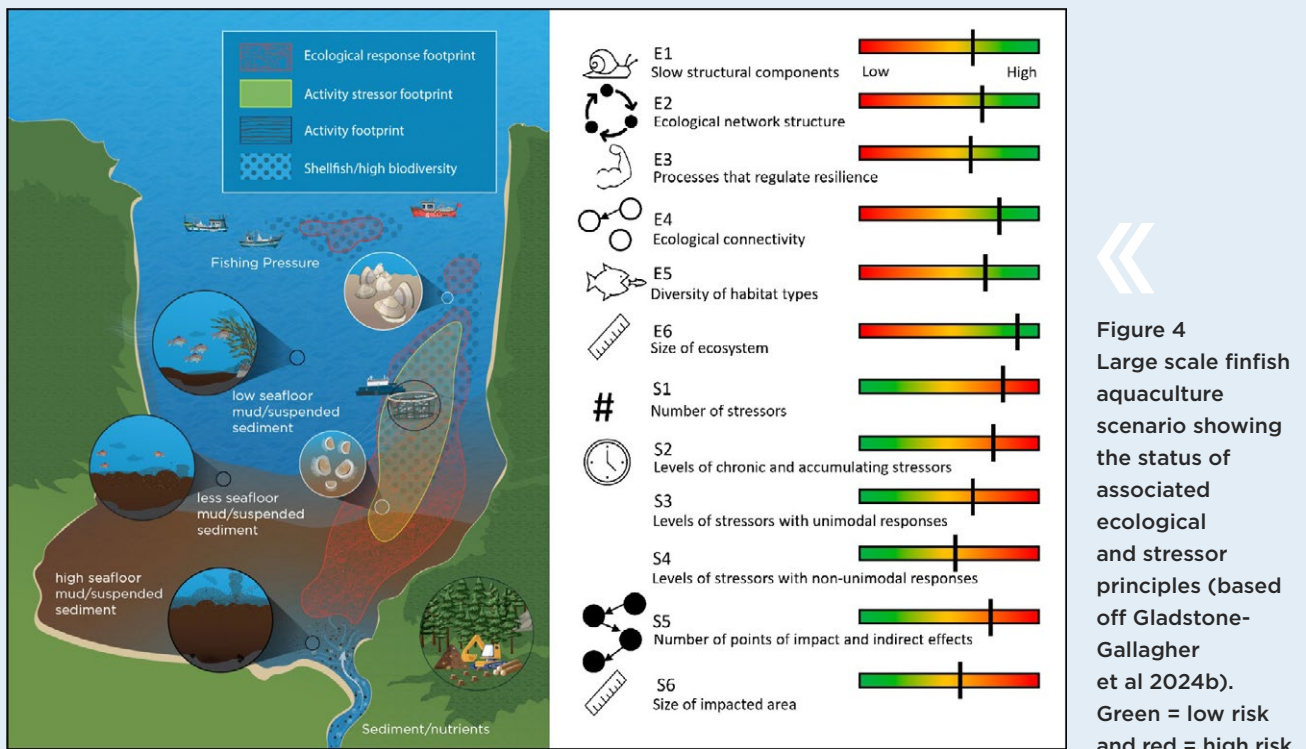 Ecological response footprint
Activity stressor footprint
Activity footprint
Shellfish/high biodiversity
Fishing Pressure
low seafloor
mud/suspended
sediment
less seafloor
mud/suspended
sediment
high seafloor
mud/suspended
sediment
Sediment/nutrients
E1
Slow structural components
Low
High
E2
Ecological network structure
E3
Processes that regulate resilience
E4
Ecological connectivity
E5
Diversity of habitat types
E6
Size of ecosystem
#
S1
Number of stressors
S2
Levels of chronic and accumulating stressors
S3
Levels of stressors with unimodal responses
S4
Levels of stressors with non-unimodal responses
S5
Number of points of impact and indirect effects
S6
Size of impacted area
«
Figure 4
Large scale finfish
aquaculture
scenario showing
the status of
associated
ecological
and stressor
principles (based
off Gladstone-
Gallagher
et al 2024b).
Green = low risk
and red = high risk